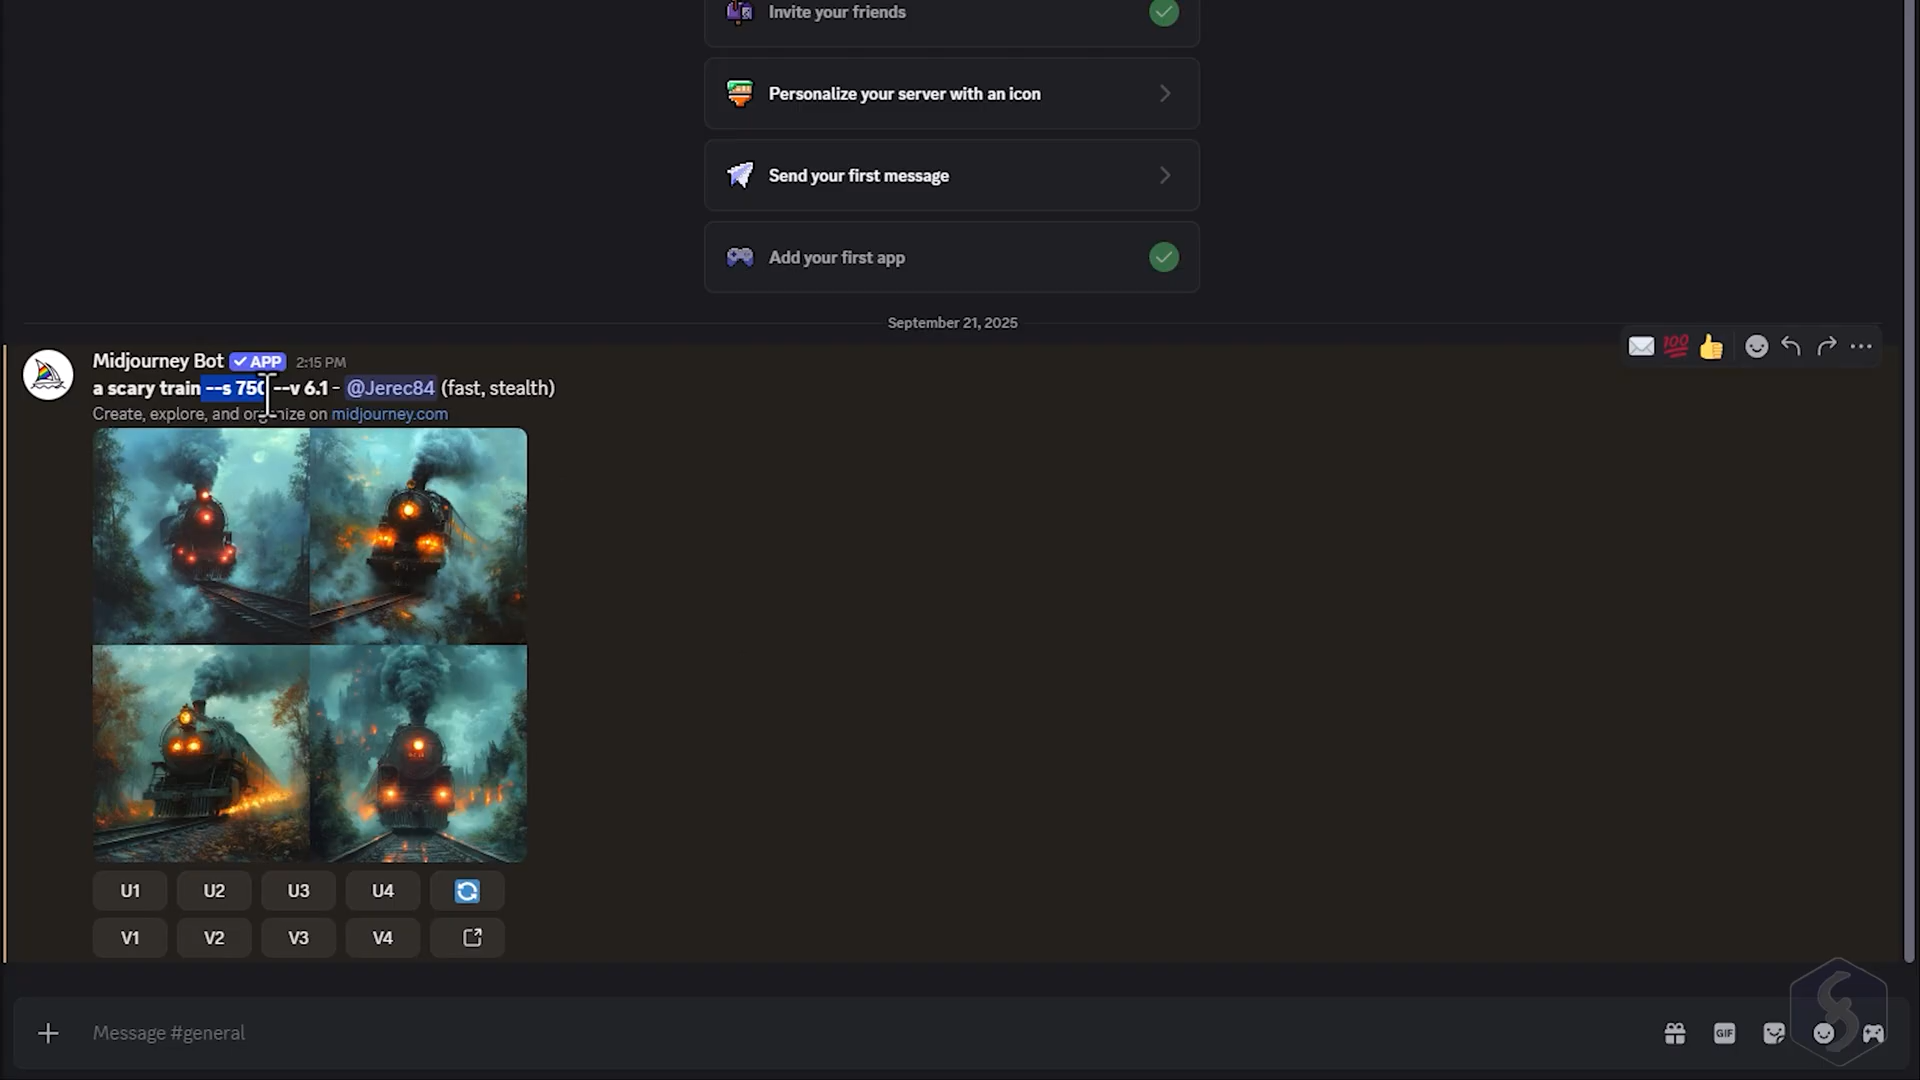 Invite your friends
Personalize your server with an icon
Send your first message
Add your first app
September 21, 2025
Midjourney Bot APP 2:15 PM
a scary train --s 750 --v 6.1 - @Jerec84 (fast, stealth)
Create, explore, and organize on midjourney.com
U1 U2 U3 U4
V1 V2 V3 V4
Message #general
GIF